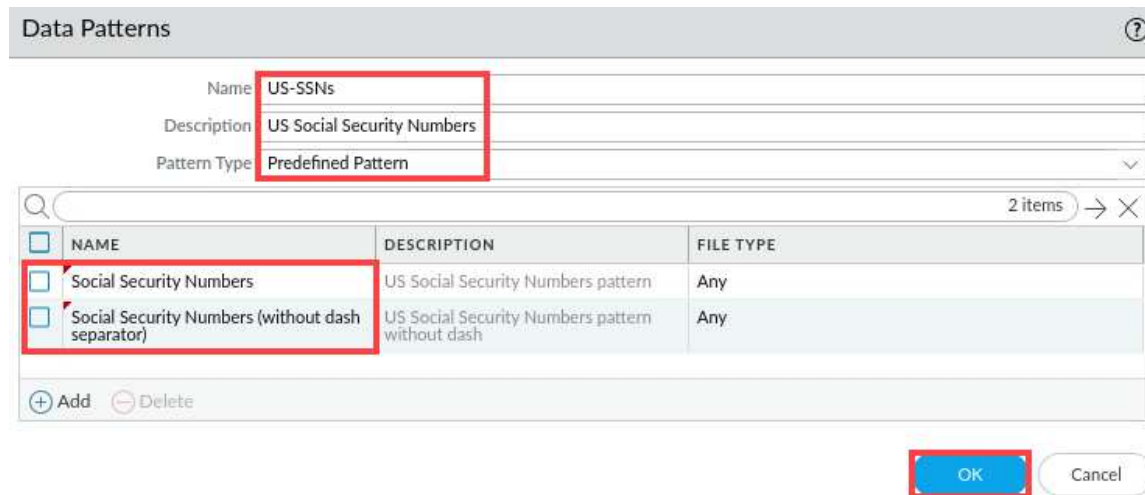 Data Patterns
?
Name US-SSNs
Description US Social Security Numbers
Pattern Type Predefined Pattern
2 items
NAME DESCRIPTION FILE TYPE
Social Security Numbers US Social Security Numbers pattern Any
Social Security Numbers (without dash US Social Security Numbers pattern Any
separator) without dash
Add Delete
OK Cancel